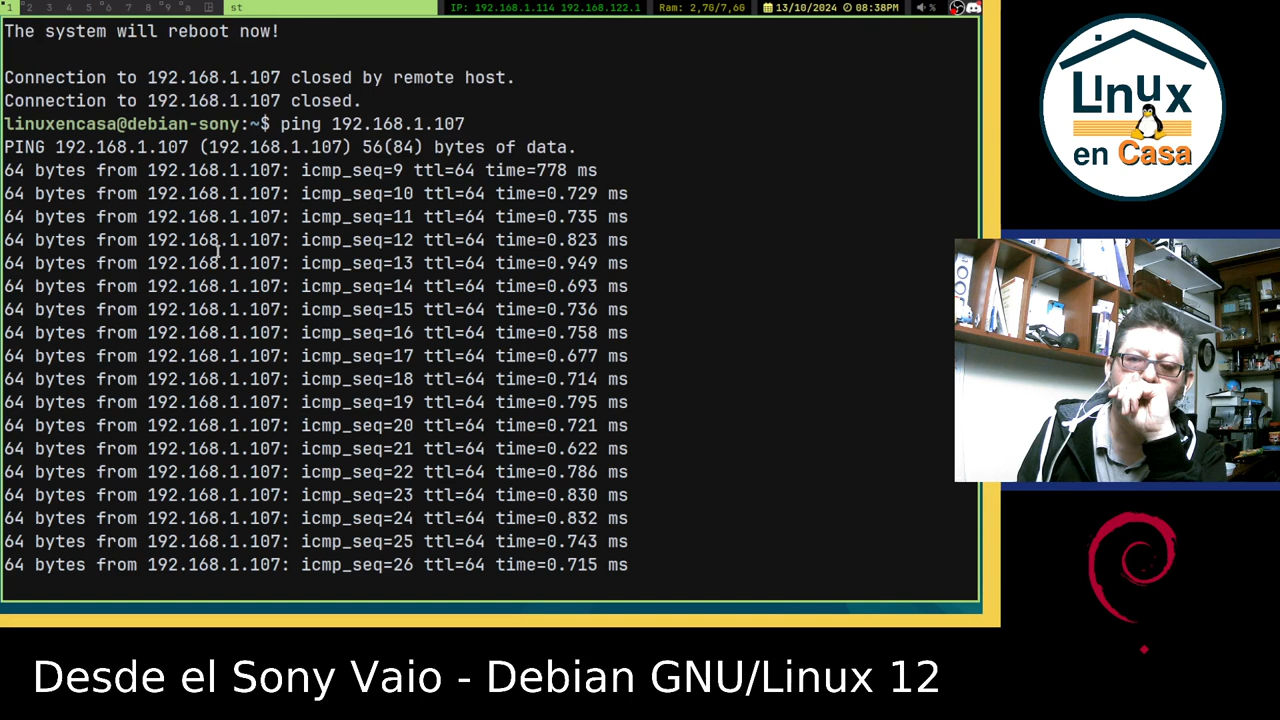 1 2 3 4 5 6 7 8 9 a st IP: 192.168.1.114 192.168.122.1 Ram: 2,7G/7,6G 13/10/2024 08:38PM %
The system will reboot now!
Connection to 192.168.1.107 closed by remote host.
Connection to 192.168.1.107 closed.
linuxencasa@debian-sony:~$ ping 192.168.1.107
PING 192.168.1.107 (192.168.1.107) 56(84) bytes of data.
64 bytes from 192.168.1.107: icmp_seq=9 ttl=64 time=778 ms
64 bytes from 192.168.1.107: icmp_seq=10 ttl=64 time=0.729 ms
64 bytes from 192.168.1.107: icmp_seq=11 ttl=64 time=0.735 ms
64 bytes from 192.168.1.107: icmp_seq=12 ttl=64 time=0.823 ms
64 bytes from 192.168.1.107: icmp_seq=13 ttl=64 time=0.949 ms
64 bytes from 192.168.1.107: icmp_seq=14 ttl=64 time=0.693 ms
64 bytes from 192.168.1.107: icmp_seq=15 ttl=64 time=0.736 ms
64 bytes from 192.168.1.107: icmp_seq=16 ttl=64 time=0.758 ms
64 bytes from 192.168.1.107: icmp_seq=17 ttl=64 time=0.677 ms
64 bytes from 192.168.1.107: icmp_seq=18 ttl=64 time=0.714 ms
64 bytes from 192.168.1.107: icmp_seq=19 ttl=64 time=0.795 ms
64 bytes from 192.168.1.107: icmp_seq=20 ttl=64 time=0.721 ms
64 bytes from 192.168.1.107: icmp_seq=21 ttl=64 time=0.622 ms
64 bytes from 192.168.1.107: icmp_seq=22 ttl=64 time=0.786 ms
64 bytes from 192.168.1.107: icmp_seq=23 ttl=64 time=0.830 ms
64 bytes from 192.168.1.107: icmp_seq=24 ttl=64 time=0.832 ms
64 bytes from 192.168.1.107: icmp_seq=25 ttl=64 time=0.743 ms
64 bytes from 192.168.1.107: icmp_seq=26 ttl=64 time=0.715 ms
Linux
en Casa
Desde el Sony Vaio - Debian GNU/Linux 12